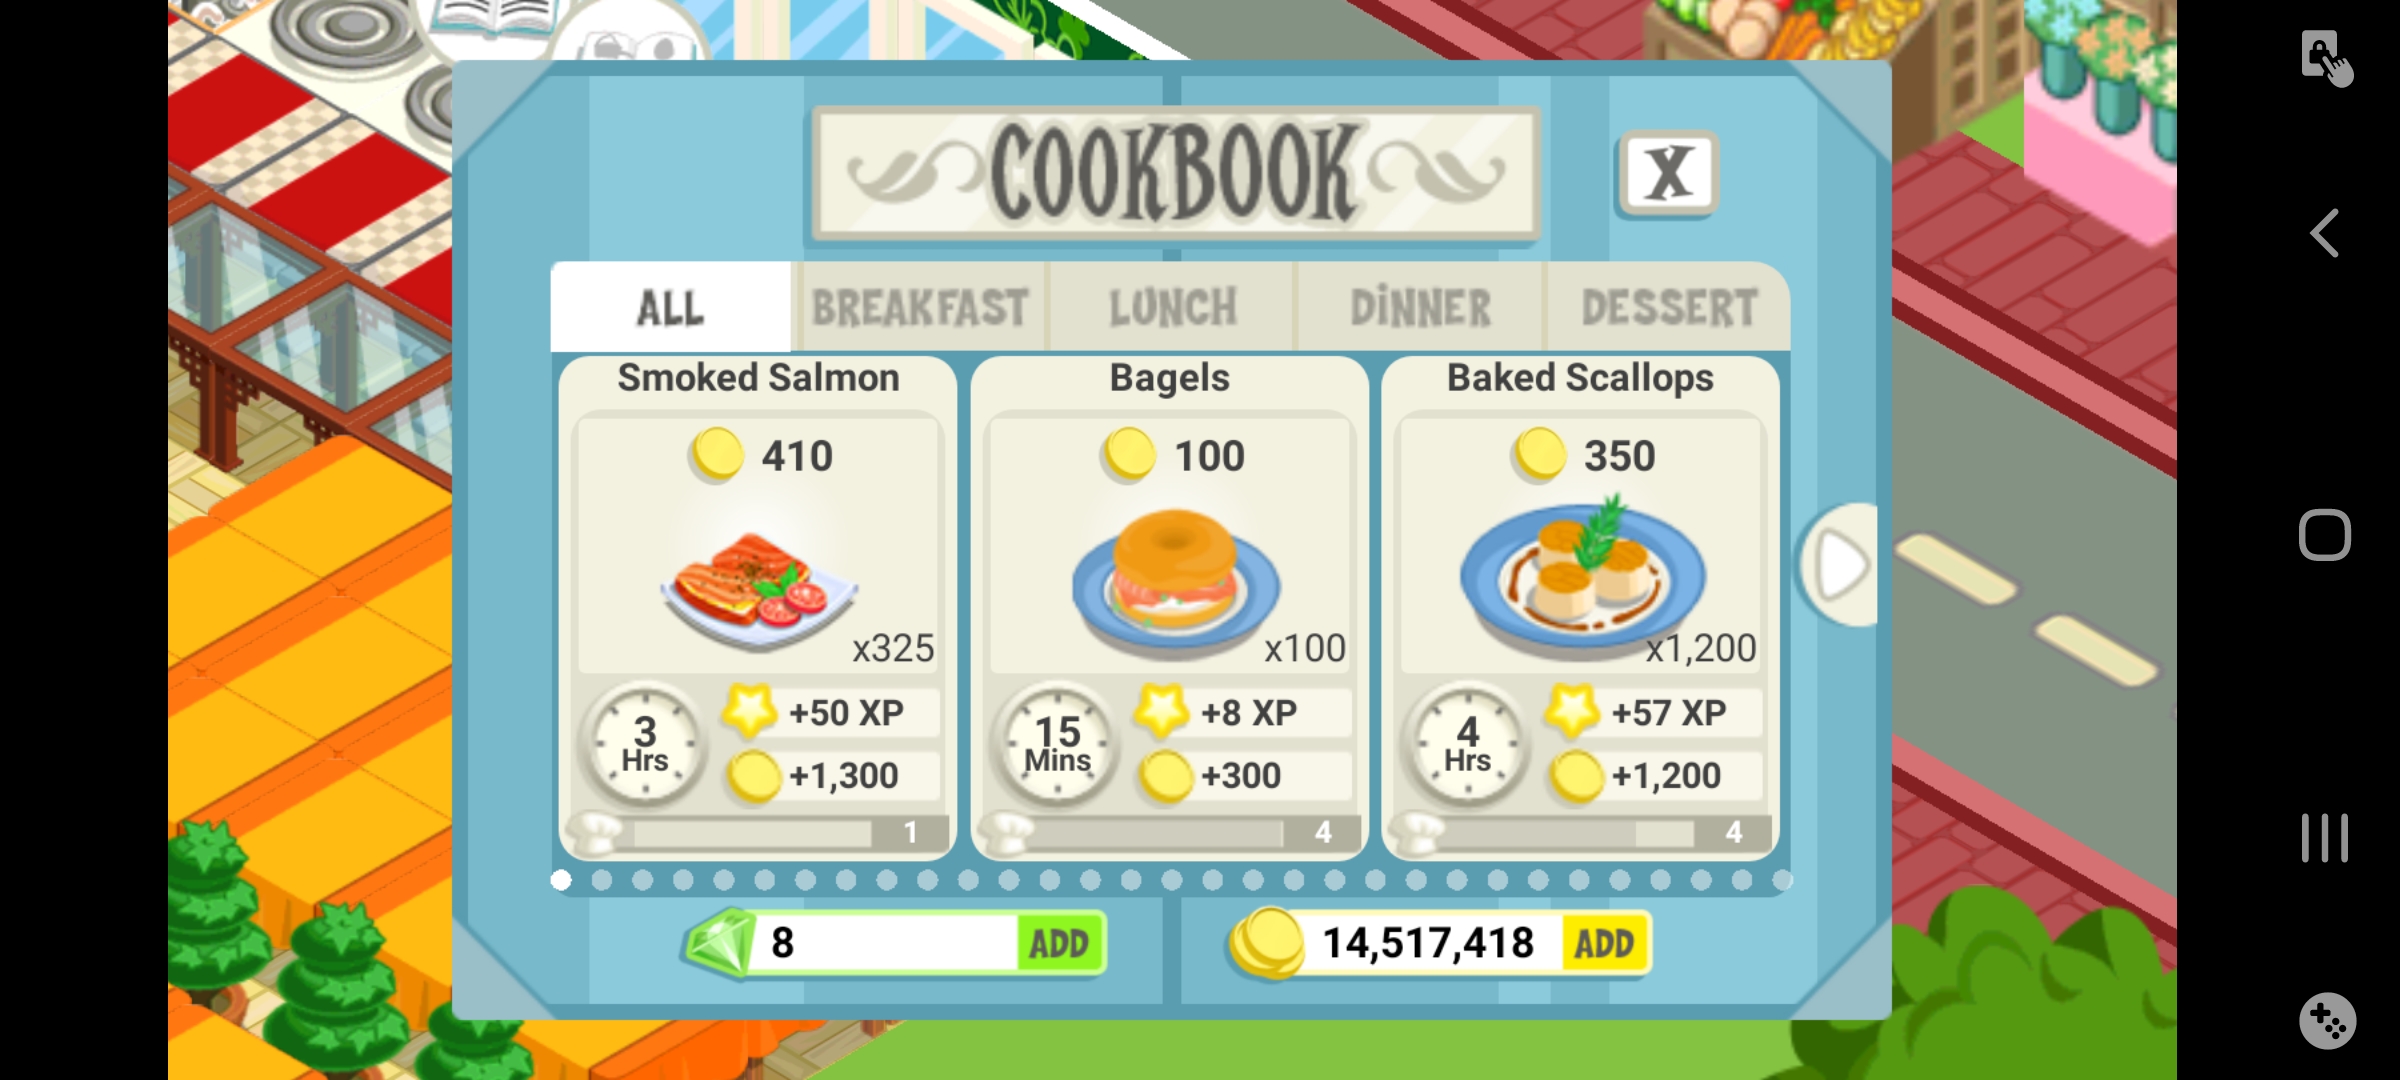 COOKBOOK
X
ALL BREAKFAST LUNCH DINNER DESSERT
Smoked Salmon
410
x325
3
Hrs
+50 XP
+1,300
1
Bagels
100
x100
15
Mins
+8 XP
+300
4
Baked Scallops
350
x1,200
4
Hrs
+57 XP
+1,200
4
8 ADD
14,517,418 ADD